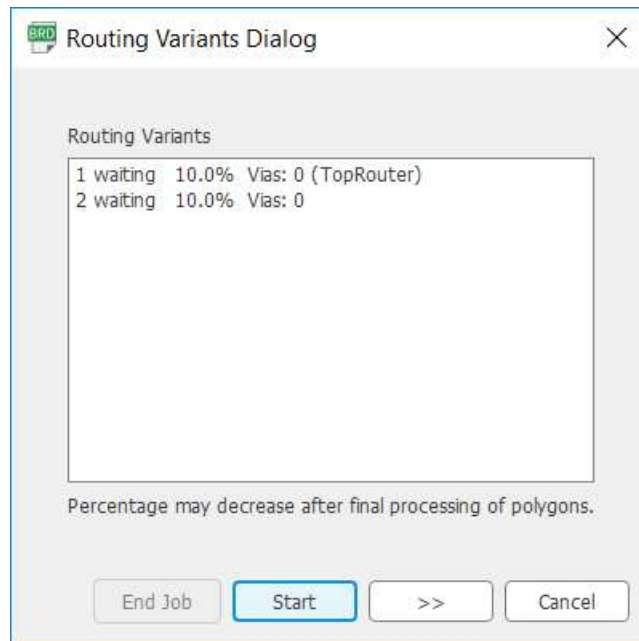 BRD
Routing Variants Dialog
Routing Variants
1 waiting 10.0% Vias: 0 (TopRouter)
2 waiting 10.0% Vias: 0
Percentage may decrease after final processing of polygons.
End Job Start >> Cancel